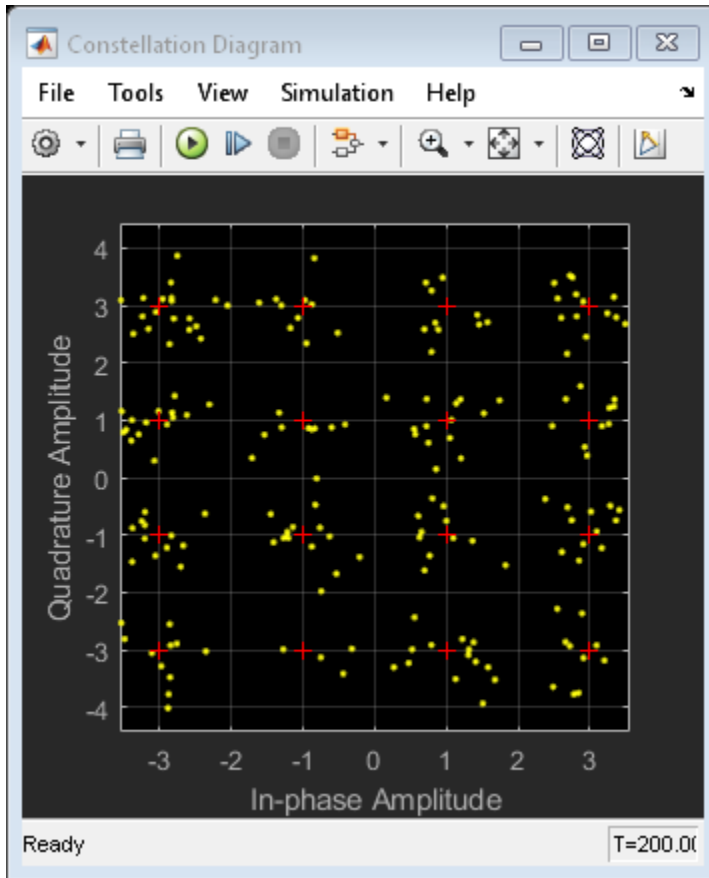 Constellation Diagram
File Tools View Simulation Help
4
3
2
1
0
-1
-2
-3
-4
Quadrature Amplitude
-3 -2 -1 0 1 2 3
In-phase Amplitude
Ready T=200.00